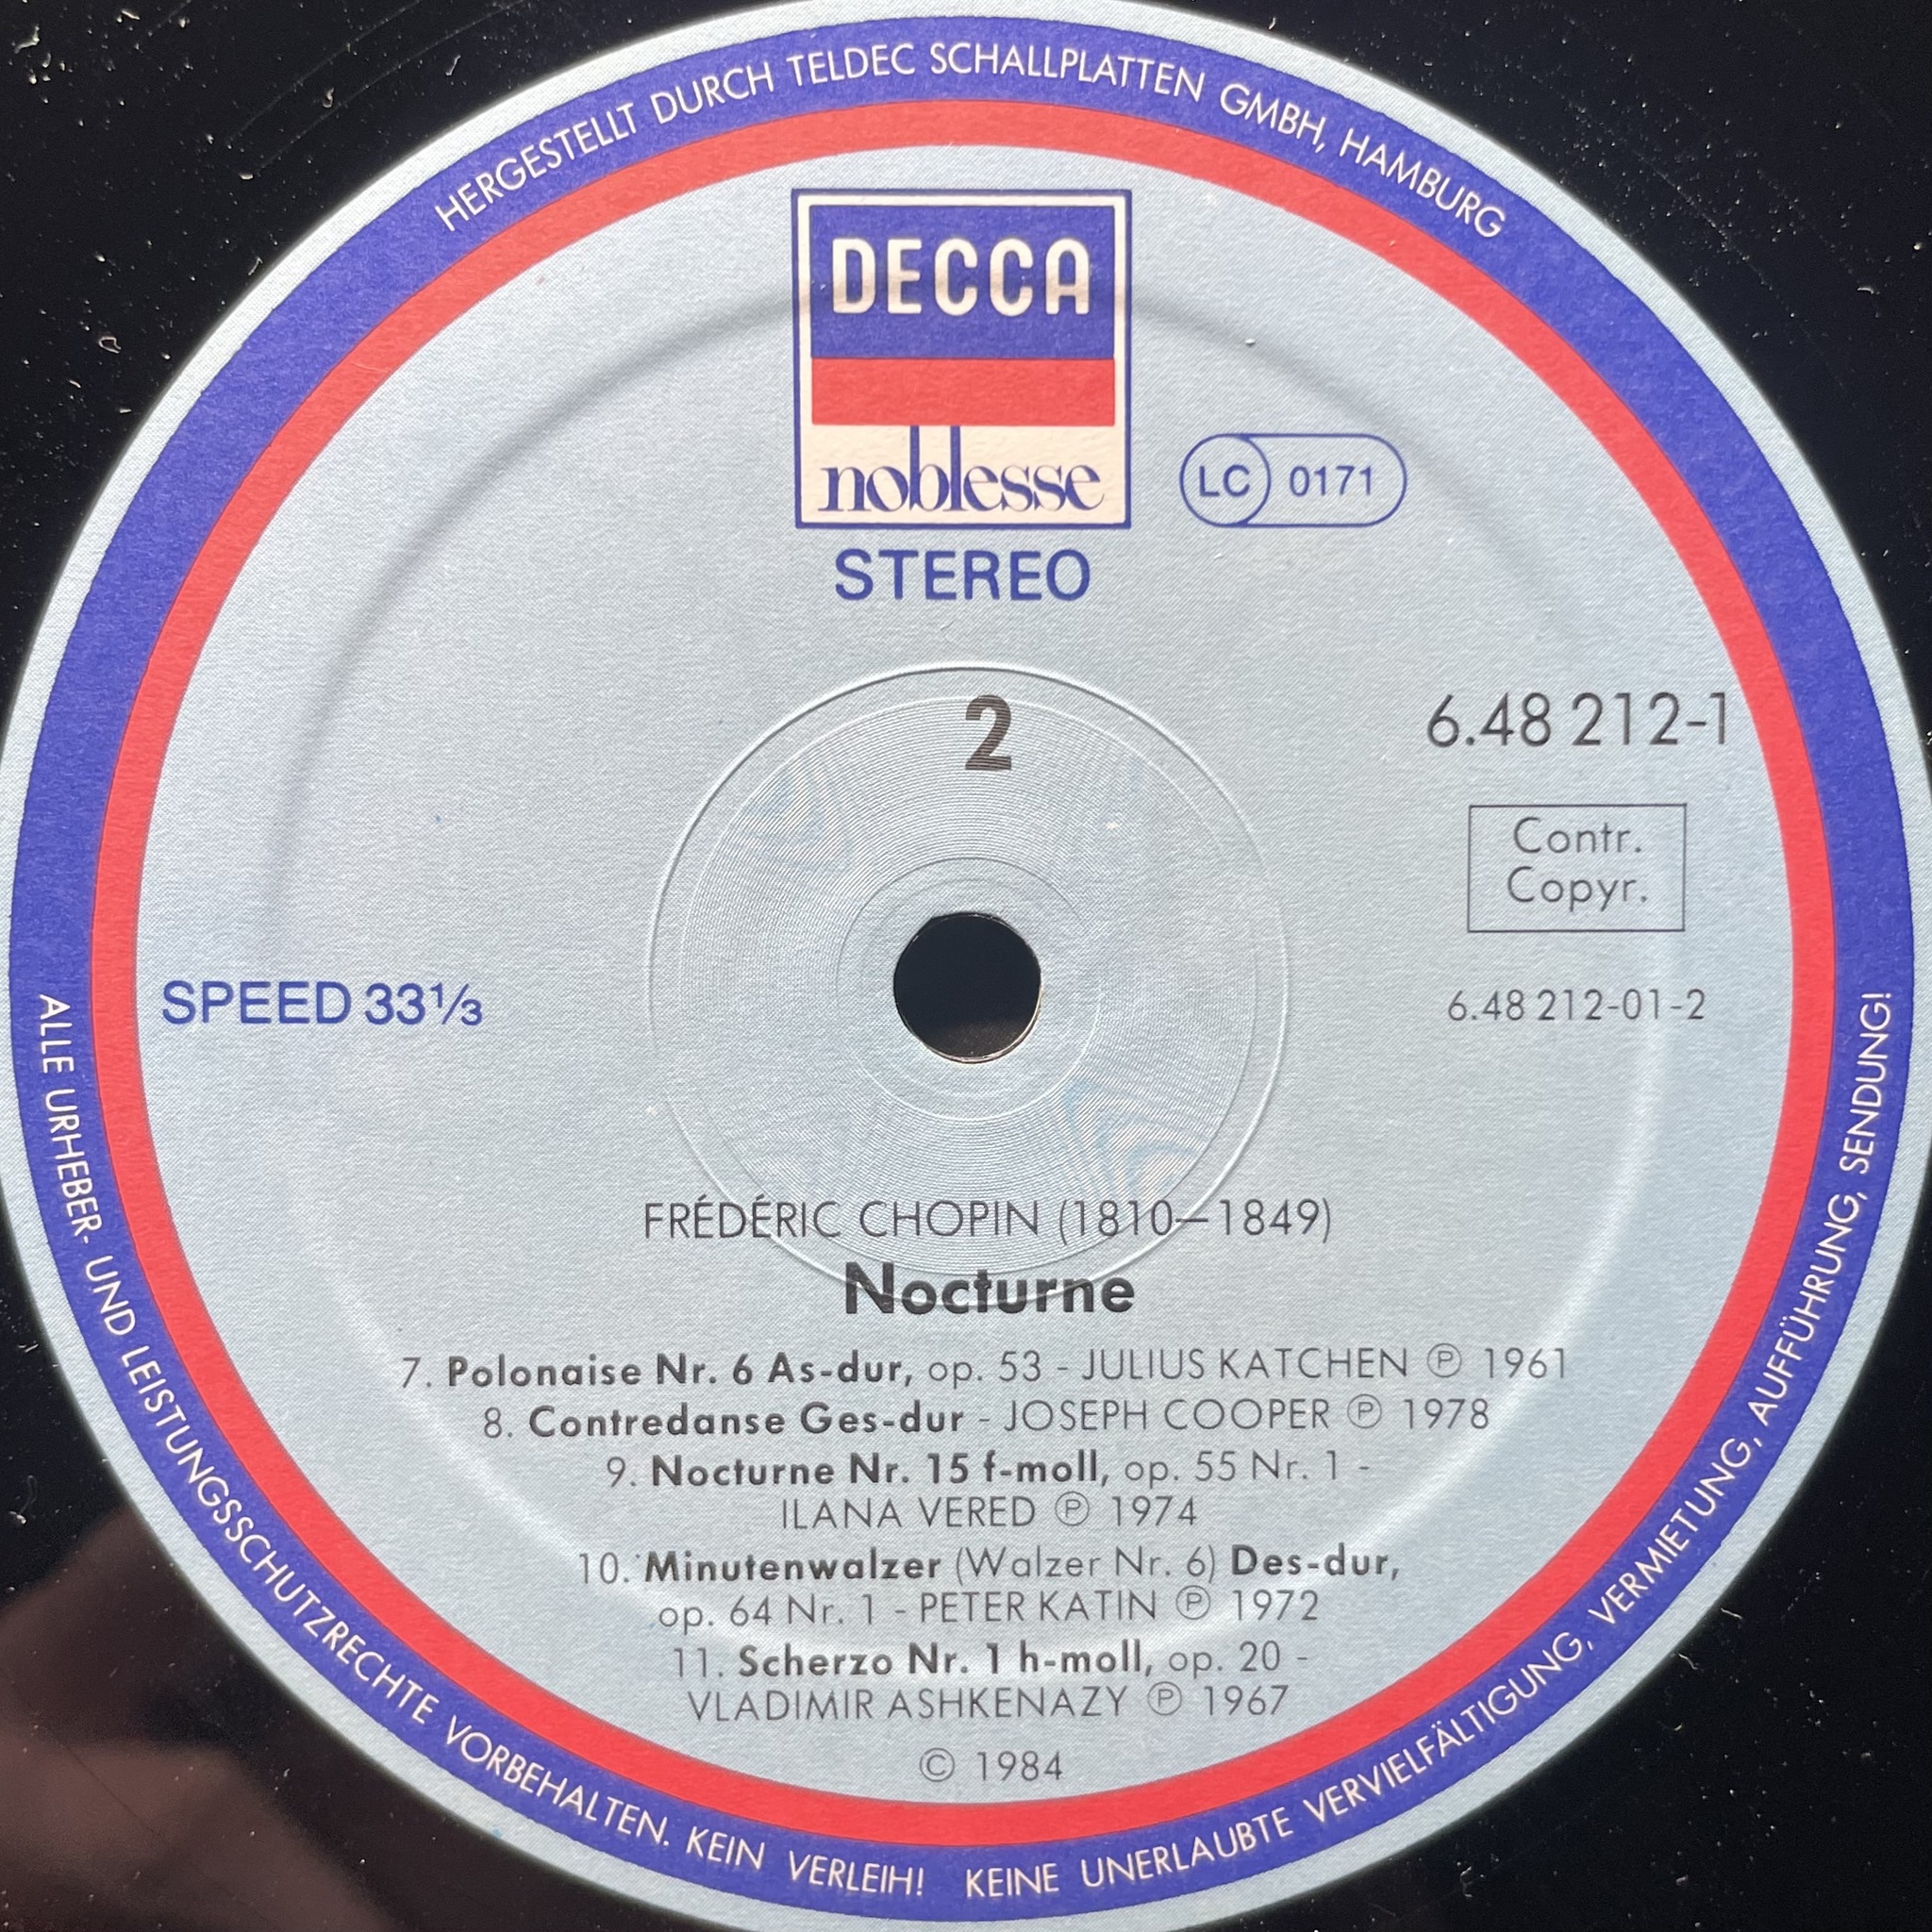 HERGESTELLT DURCH TELDEC SCHALLPLATTEN GMBH, HAMBURG
DECCA
noblesse
LC 0171
STEREO
2
6.48 212-1
Contr.
Copyr.
SPEED 33⅓
6.48 212-01-2
FRÉDÉRIC CHOPIN (1810–1849)
Nocturne
7. Polonaise Nr. 6 As-dur, op. 53 - JULIUS KATCHEN ℗ 1961
8. Contredanse Ges-dur - JOSEPH COOPER ℗ 1978
9. Nocturne Nr. 15 f-moll, op. 55 Nr. 1 -
ILANA VERED ℗ 1974
10. Minutenwalzer (Walzer Nr. 6) Des-dur,
op. 64 Nr. 1 - PETER KATIN ℗ 1972
11. Scherzo Nr. 1 h-moll, op. 20 -
VLADIMIR ASHKENAZY ℗ 1967
© 1984
ALLE URHEBER- UND LEISTUNGSSCHUTZRECHTE VORBEHALTEN. KEIN VERLEIH! KEINE UNERLAUBTE VERVIELFÄLTIGUNG, VERMIETUNG, AUFFÜHRUNG, SENDUNG!